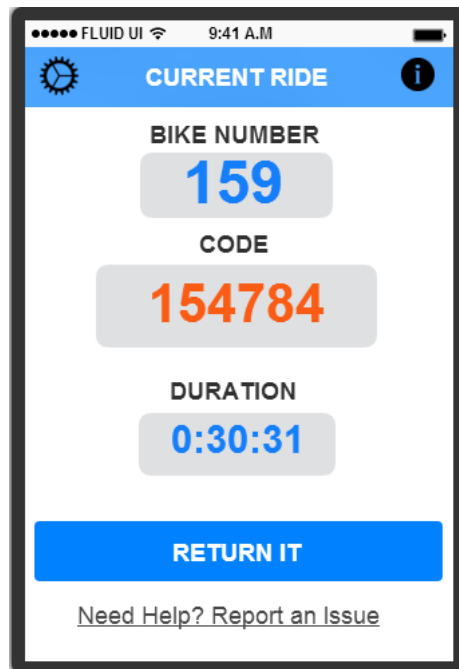 FLUID UI 9:41 A.M
CURRENT RIDE i
BIKE NUMBER
159
CODE
154784
DURATION
0:30:31
RETURN IT
Need Help? Report an Issue